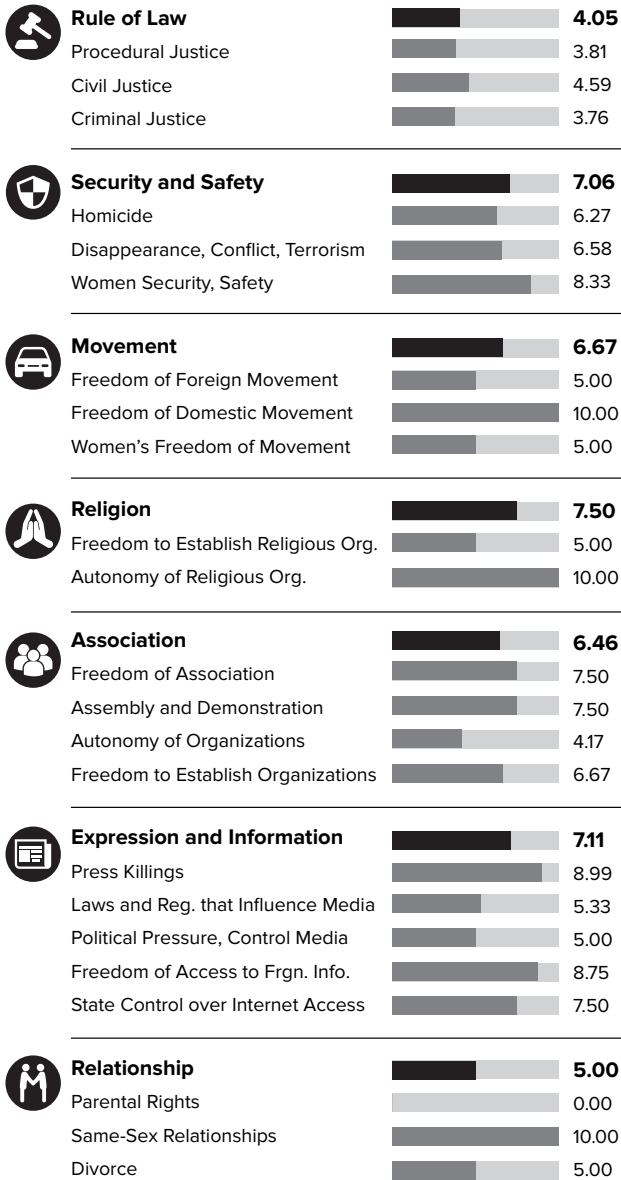 Rule of Law 4.05
Procedural Justice 3.81
Civil Justice 4.59
Criminal Justice 3.76
Security and Safety 7.06
Homicide 6.27
Disappearance, Conflict, Terrorism 6.58
Women Security, Safety 8.33
Movement 6.67
Freedom of Foreign Movement 5.00
Freedom of Domestic Movement 10.00
Women’s Freedom of Movement 5.00
Religion 7.50
Freedom to Establish Religious Org. 5.00
Autonomy of Religious Org. 10.00
Association 6.46
Freedom of Association 7.50
Assembly and Demonstration 7.50
Autonomy of Organizations 4.17
Freedom to Establish Organizations 6.67
Expression and Information 7.11
Press Killings 8.99
Laws and Reg. that Influence Media 5.33
Political Pressure, Control Media 5.00
Freedom of Access to Frgn. Info. 8.75
State Control over Internet Access 7.50
Relationship 5.00
Parental Rights 0.00
Same-Sex Relationships 10.00
Divorce 5.00